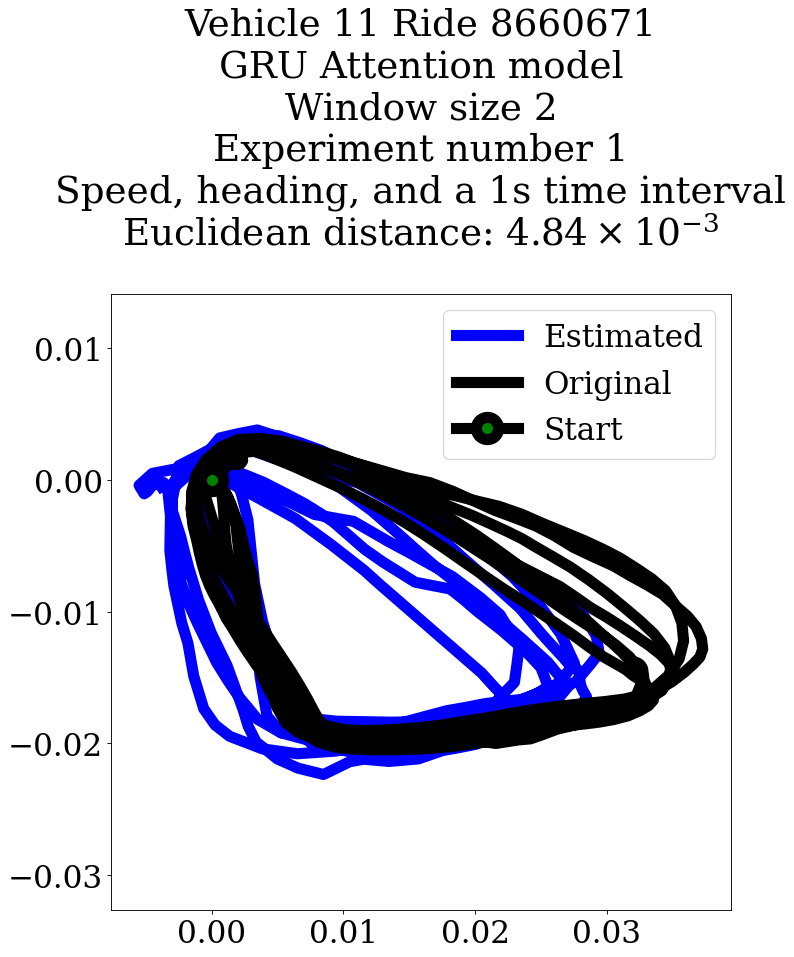 Vehicle 11 Ride 8660671
GRU Attention model
Window size 2
Experiment number 1
Speed, heading, and a 1s time interval
Euclidean distance: 4.84 × 10⁻³
Estimated
Original
Start
0.01
0.00
−0.01
−0.02
−0.03
0.00 0.01 0.02 0.03